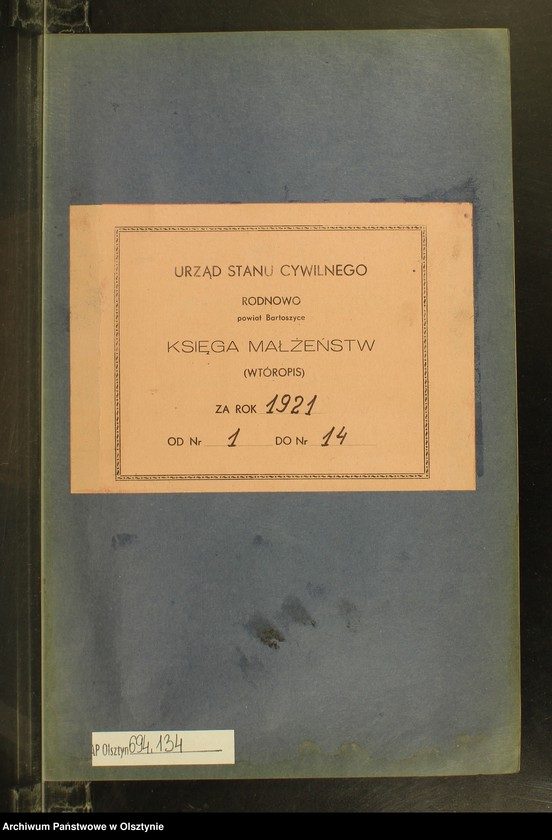 URZĄD STANU CYWILNEGO
RODNOWO
powiat Bartoszyce
KSIĘGA MAŁŻEŃSTW
(WTÓROPIS)
ZA ROK 1921
OD Nr 1 DO Nr 14
AP Olsztyn 694.134
Archiwum Państwowe w Olsztynie